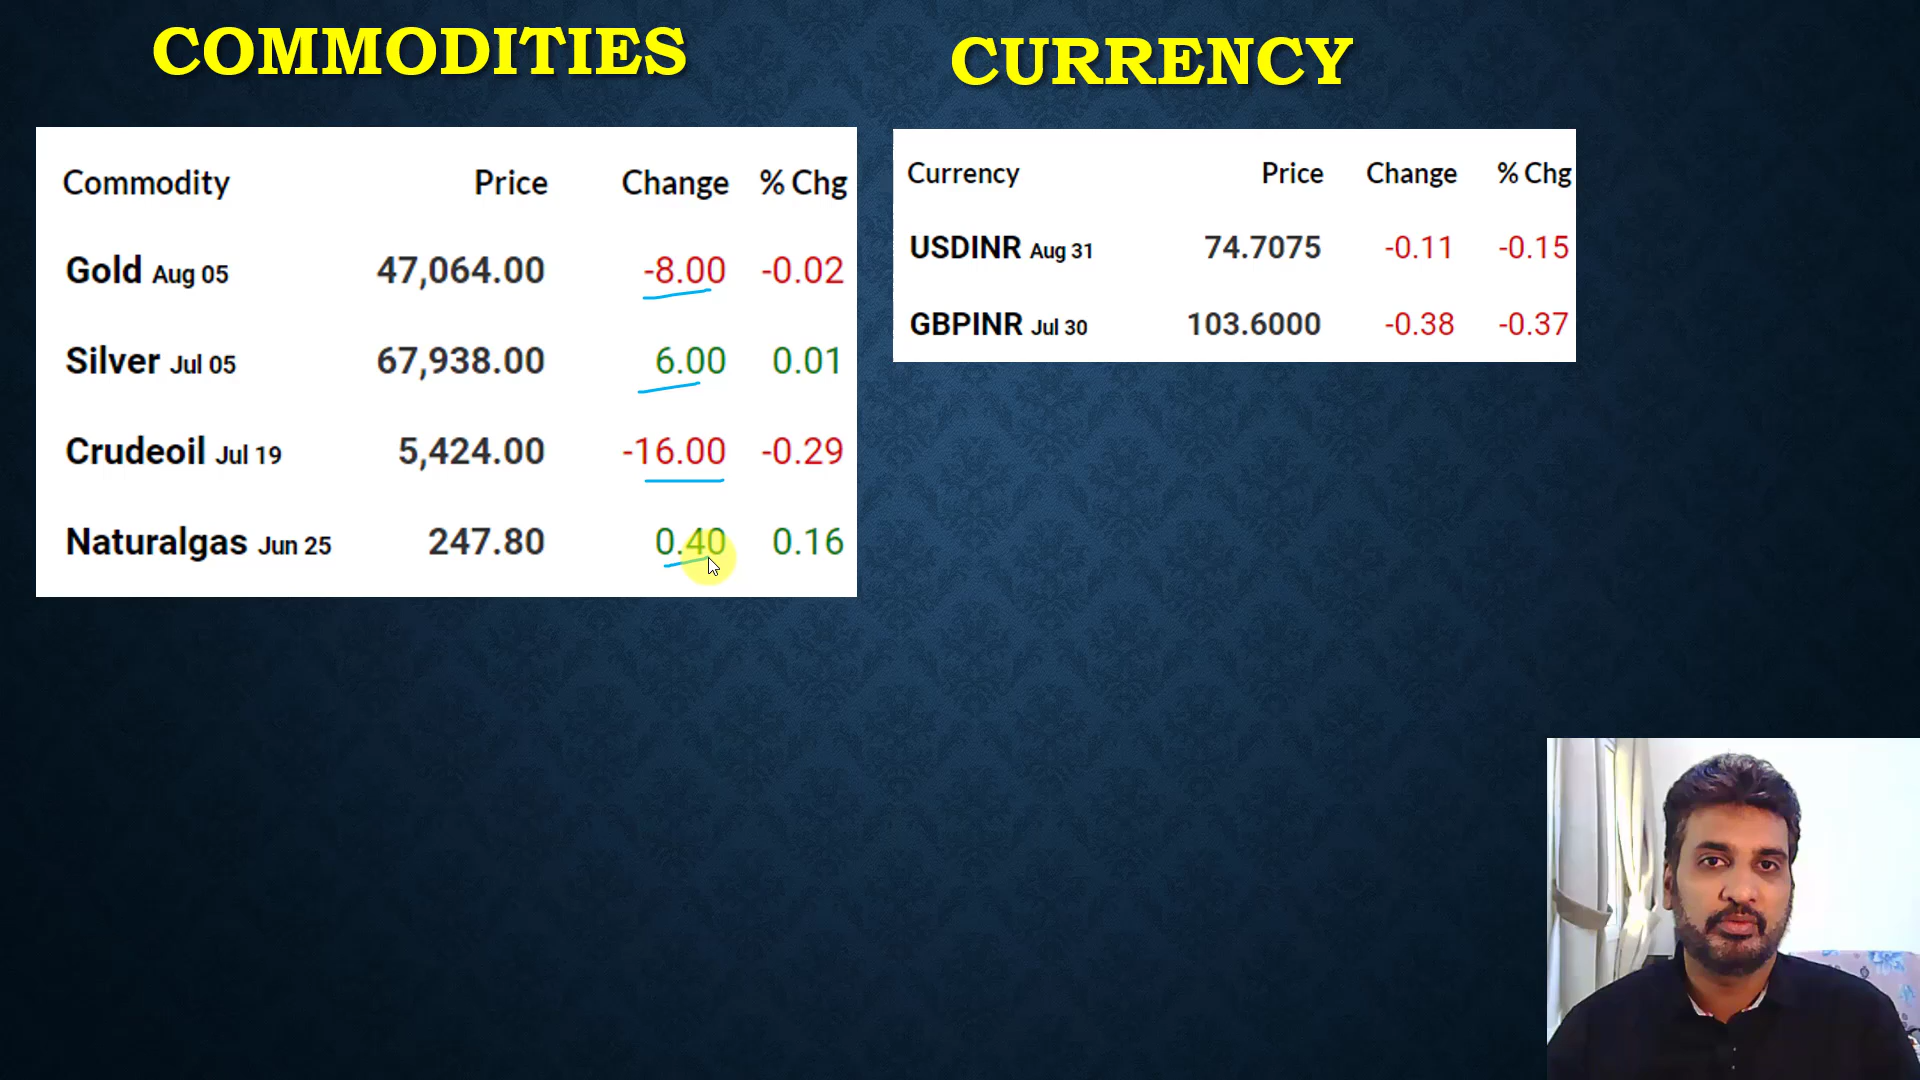 COMMODITIES
Commodity Price Change % Chg
Gold Aug 05 47,064.00 -8.00 -0.02
Silver Jul 05 67,938.00 6.00 0.01
Crudeoil Jul 19 5,424.00 -16.00 -0.29
Naturalgas Jun 25 247.80 0.40 0.16
CURRENCY
Currency Price Change % Chg
USDINR Aug 31 74.7075 -0.11 -0.15
GBPINR Jul 30 103.6000 -0.38 -0.37